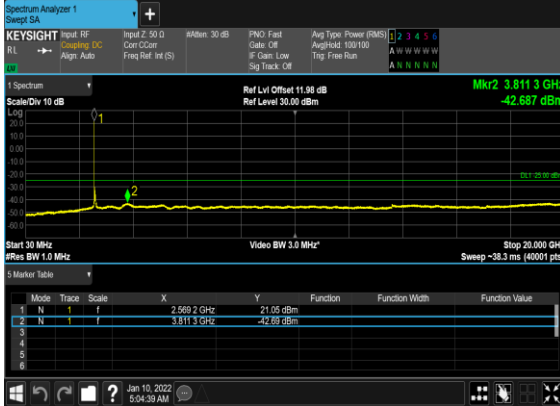 Spectrum Analyzer 1
Swept SA
+
KEYSIGHT Input: RF Input Z: 50 Ω #Atten: 30 dB PNO: Fast Avg Type: Power (RMS) 1 2 3 4 5 6
RL Coupling: DC Corr CCorr Gate: Off Avg|Hold: 100/100 A W W W W W
Align: Auto Freq Ref: Int (S) IF Gain: Low Trig: Free Run
Sig Track: Off A N N N N N
1 Spectrum
Ref Lvl Offset 11.98 dB Mkr2 3.811 3 GHz
Scale/Div 10 dB Ref Level 30.00 dBm -42.687 dBm
Log
20.0
10.0
0.00
-10.0
-20.0
DL1 25.00 dBm
-30.0
-40.0
-50.0
-60.0
1
2
Start 30 MHz Video BW 3.0 MHz* Stop 20.000 GH
#Res BW 1.0 MHz Sweep ~38.3 ms (40001 pts
5 Marker Table
Mode Trace Scale X Y Function Function Width Function Value
1 N 1 f 2.569 2 GHz 21.05 dBm
2 N 1 f 3.811 3 GHz -42.69 dBm
3
4
5
6
? Jan 10, 2022
5:04:39 AM